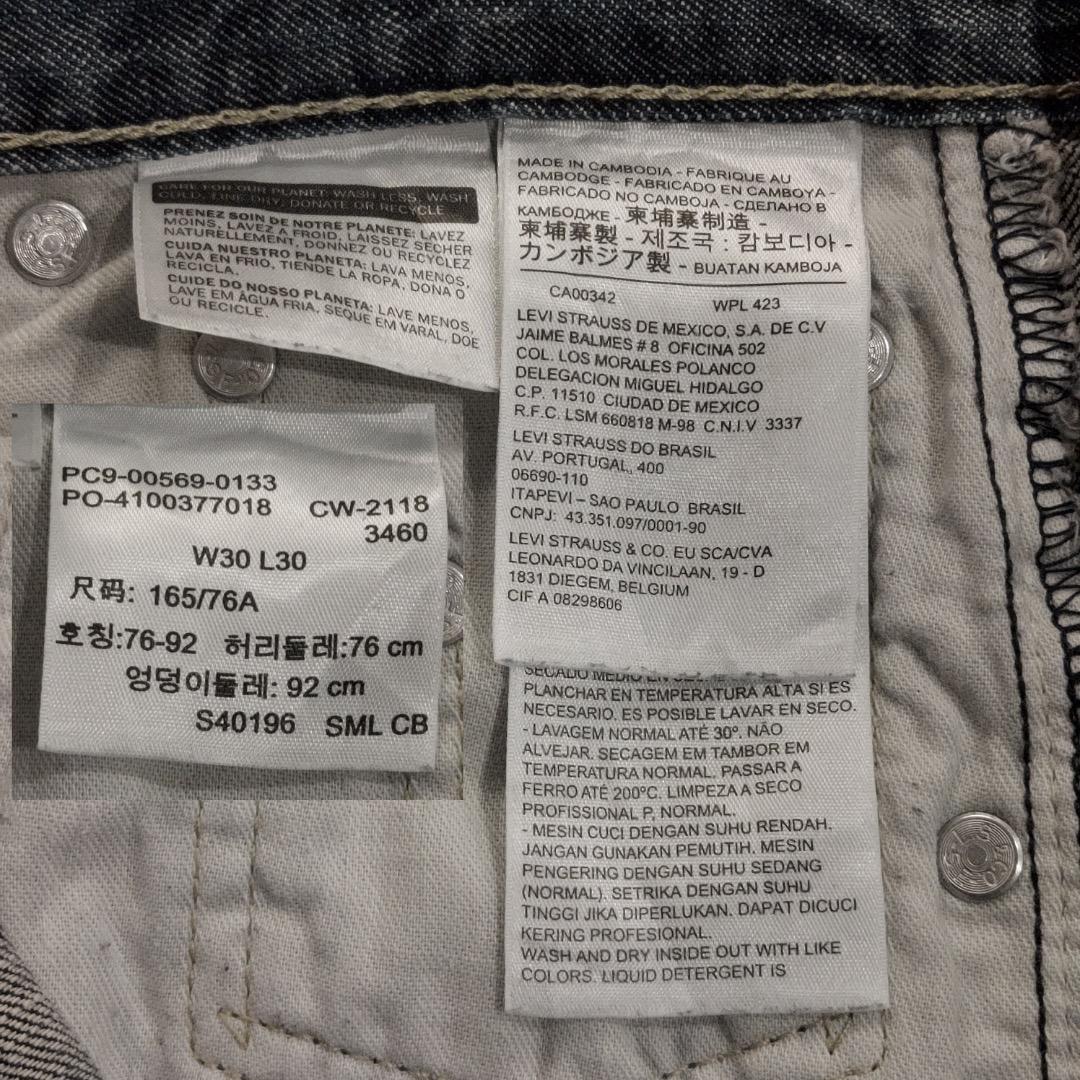 CARE FOR OUR PLANET: WASH LESS, WASH
COLD, LINE DRY, DONATE OR RECYCLE
PRENEZ SOIN DE NOTRE PLANETE: LAVEZ
MOINS, LAVEZ A FROID, LAISSEZ SECHER
NATURELLEMENT, DONNEZ OU RECYCLEZ
CUIDA NUESTRO PLANETA: LAVA MENOS,
LAVA EN FRIO, TIENDE LA ROPA, DONA O
RECICLA.
CUIDE DO NOSSO PLANETA: LAVE MENOS,
LAVE EM ÁGUA FRIA, SEQUE EM VARAL, DOE
OU RECICLE.
PC9-00569-0133
PO-4100377018 CW-2118
3460
W30 L30
尺码: 165/76A
호칭:76-92 허리둘레:76 cm
엉덩이둘레: 92 cm
S40196 SML CB
MADE IN CAMBODIA - FABRIQUE AU
CAMBODGE - FABRICADO EN CAMBOYA -
FABRICADO NO CAMBOJA - СДЕЛАНО В
КАМБОДЖЕ - 柬埔寨制造 -
柬埔寨製 - 제조국 : 캄보디아 -
カンボジア製 - BUATAN KAMBOJA
CA00342 WPL 423
LEVI STRAUSS DE MEXICO, S.A. DE C.V
JAIME BALMES # 8 OFICINA 502
COL. LOS MORALES POLANCO
DELEGACION MIGUEL HIDALGO
C.P. 11510 CIUDAD DE MEXICO
R.F.C. LSM 660818 M-98 C.N.I.V 3337
LEVI STRAUSS DO BRASIL
AV. PORTUGAL, 400
06690-110
ITAPEVI – SAO PAULO BRASIL
CNPJ: 43.351.097/0001-90
LEVI STRAUSS & CO. EU SCA/CVA
LEONARDO DA VINCILAAN, 19 - D
1831 DIEGEM, BELGIUM
CIF A 08298606
SECADO MEDIO EN
PLANCHAR EN TEMPERATURA ALTA SI ES
NECESARIO. ES POSIBLE LAVAR EN SECO.
- LAVAGEM NORMAL ATÉ 30º. NÃO
ALVEJAR. SECAGEM EM TAMBOR EM
TEMPERATURA NORMAL. PASSAR A
FERRO ATÉ 200ºC. LIMPEZA A SECO
PROFISSIONAL P, NORMAL.
- MESIN CUCI DENGAN SUHU RENDAH.
JANGAN GUNAKAN PEMUTIH. MESIN
PENGERING DENGAN SUHU SEDANG
(NORMAL). SETRIKA DENGAN SUHU
TINGGI JIKA DIPERLUKAN. DAPAT DICUCI
KERING PROFESIONAL.
WASH AND DRY INSIDE OUT WITH LIKE
COLORS. LIQUID DETERGENT IS